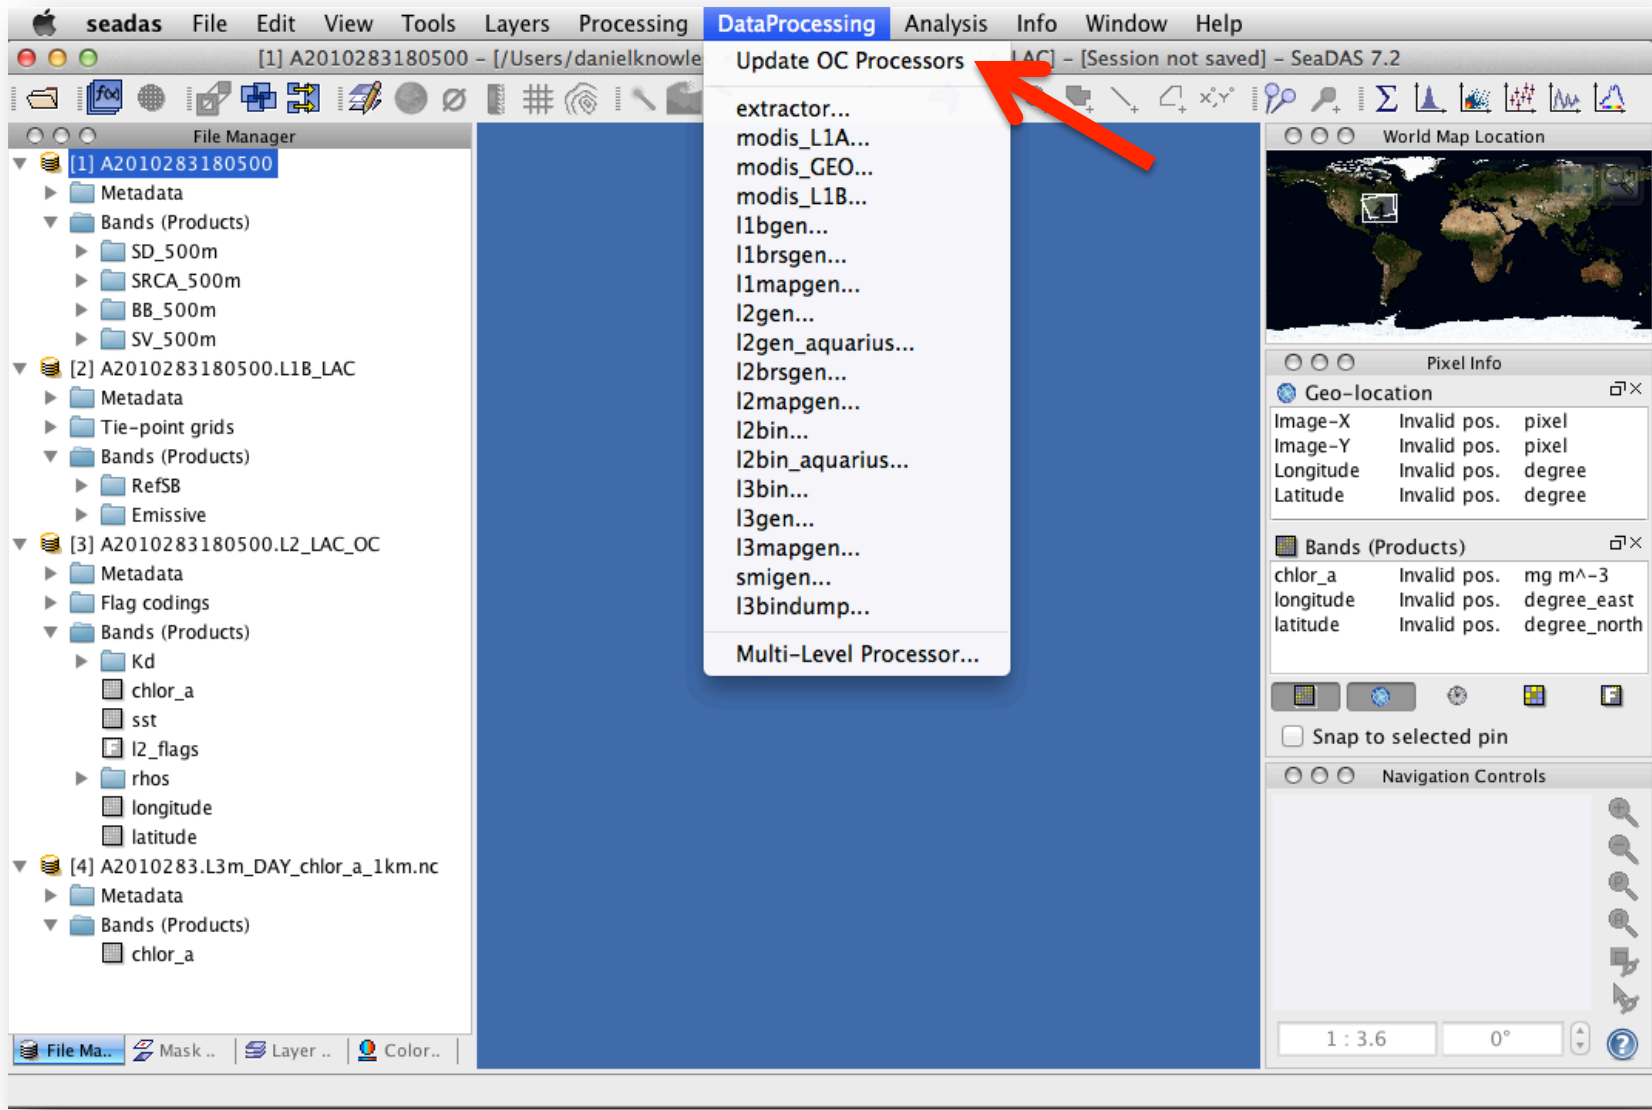 seadas File Edit View Tools Layers Processing DataProcessing Analysis Info Window Help
[1] A2010283180500 – [/Users/danielknowle
LAC] – [Session not saved] – SeaDAS 7.2
Update OC Processors
extractor...
modis_L1A...
modis_GEO...
modis_L1B...
l1bgen...
l1brsgen...
l1mapgen...
l2gen...
l2gen_aquarius...
l2brsgen...
l2mapgen...
l2bin...
l2bin_aquarius...
l3bin...
l3gen...
l3mapgen...
smigen...
l3bindump...
Multi-Level Processor...
File Manager
[1] A2010283180500
Metadata
Bands (Products)
SD_500m
SRCA_500m
BB_500m
SV_500m
[2] A2010283180500.L1B_LAC
Metadata
Tie-point grids
Bands (Products)
RefSB
Emissive
[3] A2010283180500.L2_LAC_OC
Metadata
Flag codings
Bands (Products)
Kd
chlor_a
sst
l2_flags
rhos
longitude
latitude
[4] A2010283.L3m_DAY_chlor_a_1km.nc
Metadata
Bands (Products)
chlor_a
File Ma.. Mask .. Layer .. Color..
World Map Location
Pixel Info
Geo-location
Image-X Invalid pos. pixel
Image-Y Invalid pos. pixel
Longitude Invalid pos. degree
Latitude Invalid pos. degree
Bands (Products)
chlor_a Invalid pos. mg m^-3
longitude Invalid pos. degree_east
latitude Invalid pos. degree_north
Snap to selected pin
Navigation Controls
1 : 3.6 0°